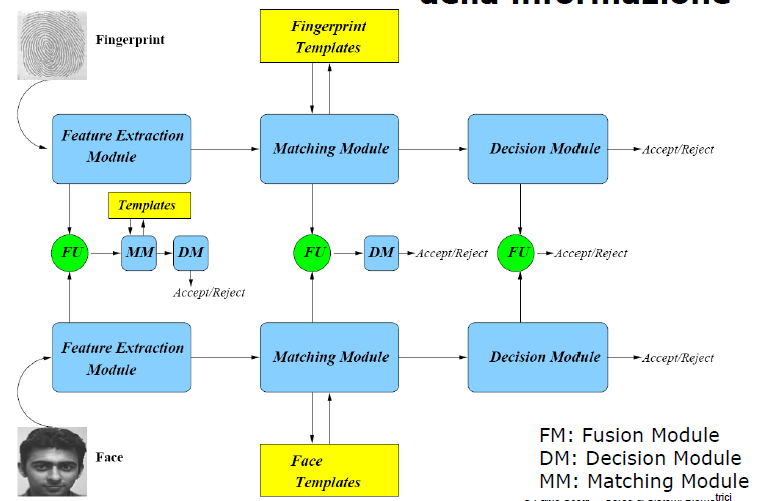 della informazione
Fingerprint
Fingerprint
Templates
Feature Extraction
Module
Matching Module
Decision Module
Accept/Reject
Templates
FU
MM
DM
Accept/Reject
FU
DM
Accept/Reject
FU
Accept/Reject
Feature Extraction
Module
Matching Module
Decision Module
Accept/Reject
Face
Face
Templates
FM: Fusion Module
DM: Decision Module
MM: Matching Module
trici